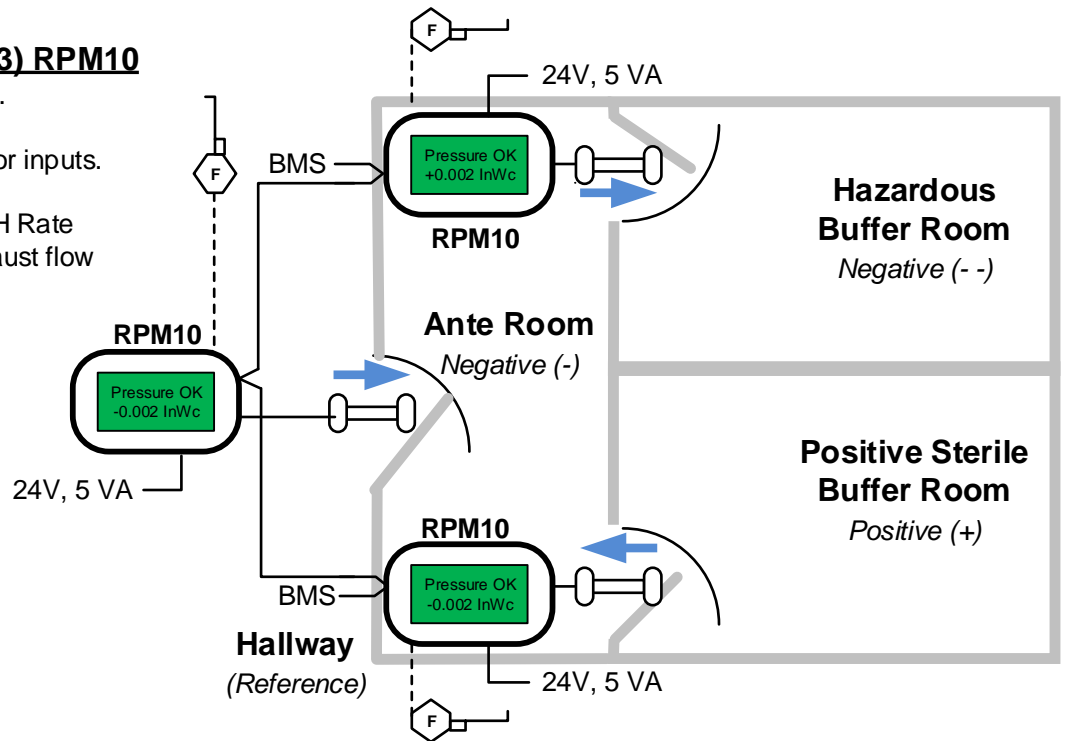 3) RPM10
.
or inputs.
H Rate
aust flow
F
24V, 5 VA
F
BMS
Pressure OK
+0.002 InWc
RPM10
Hazardous
Buffer Room
Negative (- -)
RPM10
Ante Room
Negative (-)
Pressure OK
-0.002 InWc
24V, 5 VA
Positive Sterile
Buffer Room
Positive (+)
RPM10
Pressure OK
-0.002 InWc
BMS
Hallway
(Reference)
24V, 5 VA
F